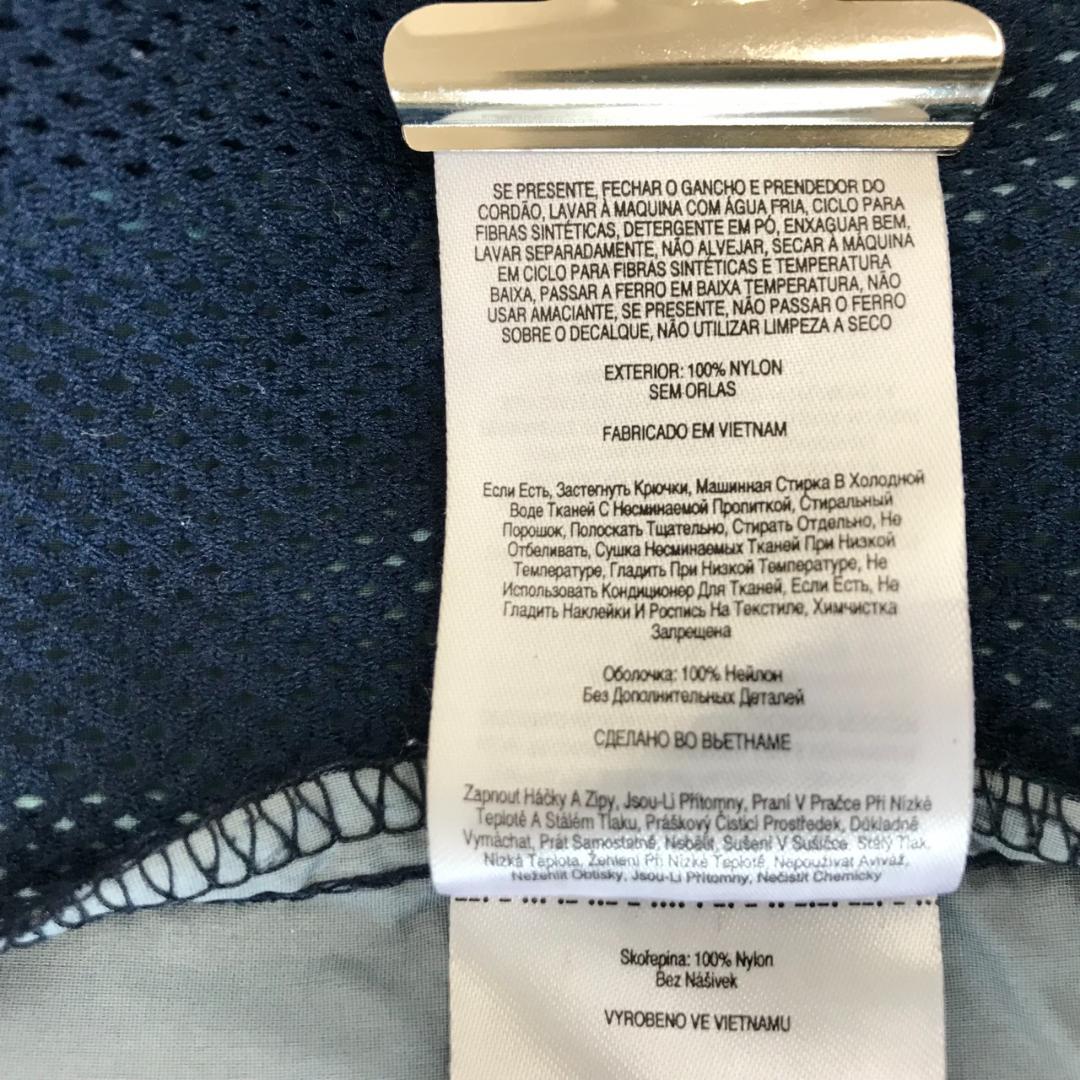 SE PRESENTE, FECHAR O GANCHO E PRENDEDOR DO
CORDÃO, LAVAR À MAQUINA COM ÁGUA FRIA, CICLO PARA
FIBRAS SINTÉTICAS, DETERGENTE EM PÓ, ENXAGUAR BEM,
LAVAR SEPARADAMENTE, NÃO ALVEJAR, SECAR À MÁQUINA
EM CICLO PARA FIBRAS SINTÉTICAS E TEMPERATURA
BAIXA, PASSAR A FERRO EM BAIXA TEMPERATURA, NÃO
USAR AMACIANTE, SE PRESENTE, NÃO PASSAR O FERRO
SOBRE O DECALQUE, NÃO UTILIZAR LIMPEZA A SECO
EXTERIOR: 100% NYLON
SEM ORLAS
FABRICADO EM VIETNAM
Если Есть, Застегнуть Крючки, Машинная Стирка В Холодной
Воде Тканей С Несминаемой Пропиткой, Стиральный
Порошок, Полоскать Тщательно, Стирать Отдельно, Не
Отбеливать, Сушка Несминаемых Тканей При Низкой
Температуре, Гладить При Низкой Температуре, Не
Использовать Кондиционер Для Тканей, Если Есть, Не
Гладить Наклейки И Роспись На Текстиле, Химчистка
Запрещена
Оболочка: 100% Нейлон
Без Дополнительных Деталей
СДЕЛАНО ВО ВЬЕТНАМЕ
Zapnout Háčky A Zipy, Jsou-Li Přítomny, Praní V Pračce Při Nízké
Teplotě A Stálém Tlaku, Práškový Čisticí Prostředek, Důkladně
Vymáchat, Prát Samostatně, Nebělit, Sušení V Sušičce, Stálý Tlak,
Nízká Teplota, Žehlení Při Nízké Teplotě, Nepoužívat Aviváž,
Nežehlit Obtisky, Jsou-Li Přítomny, Nečistit Chemicky
Skořepina: 100% Nylon
Bez Nášivek
VYROBENO VE VIETNAMU